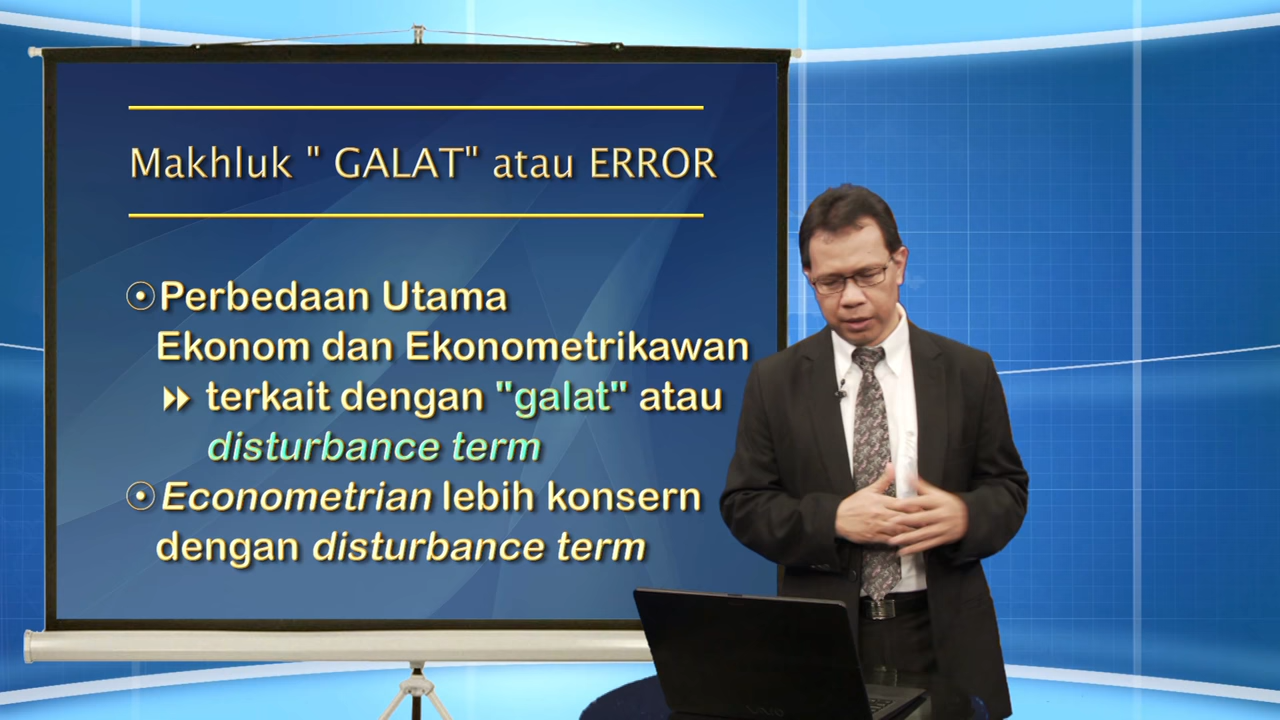 Makhluk " GALAT" atau ERROR
Perbedaan Utama
Ekonom dan Ekonometrikawan
terkait dengan "galat" atau
disturbance term
Econometrian lebih konsern
dengan disturbance term